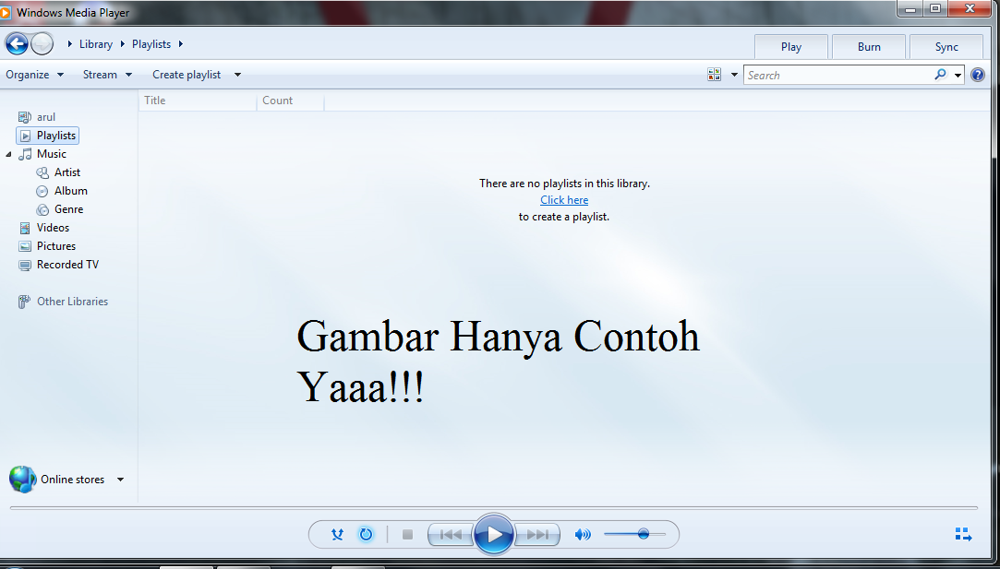 Windows Media Player
Library Playlists
Play Burn Sync
Organize Stream Create playlist
Search
Title Count
arul
Playlists
Music
Artist
Album
Genre
Videos
Pictures
Recorded TV
Other Libraries
There are no playlists in this library.
Click here
to create a playlist.
Gambar Hanya Contoh
Yaaa!!!
Online stores